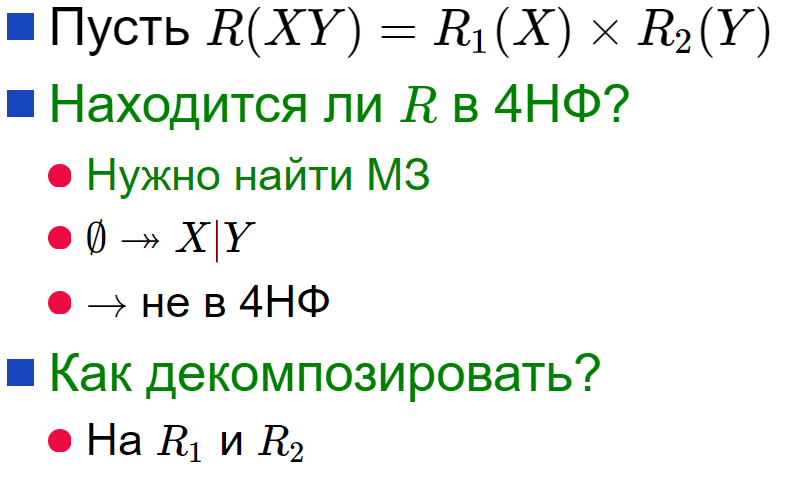 Пусть R(XY) = R₁(X) × R₂(Y)
Находится ли R в 4НФ?
Нужно найти МЗ
∅ ↠ X|Y
→ не в 4НФ
Как декомпозировать?
На R₁ и R₂